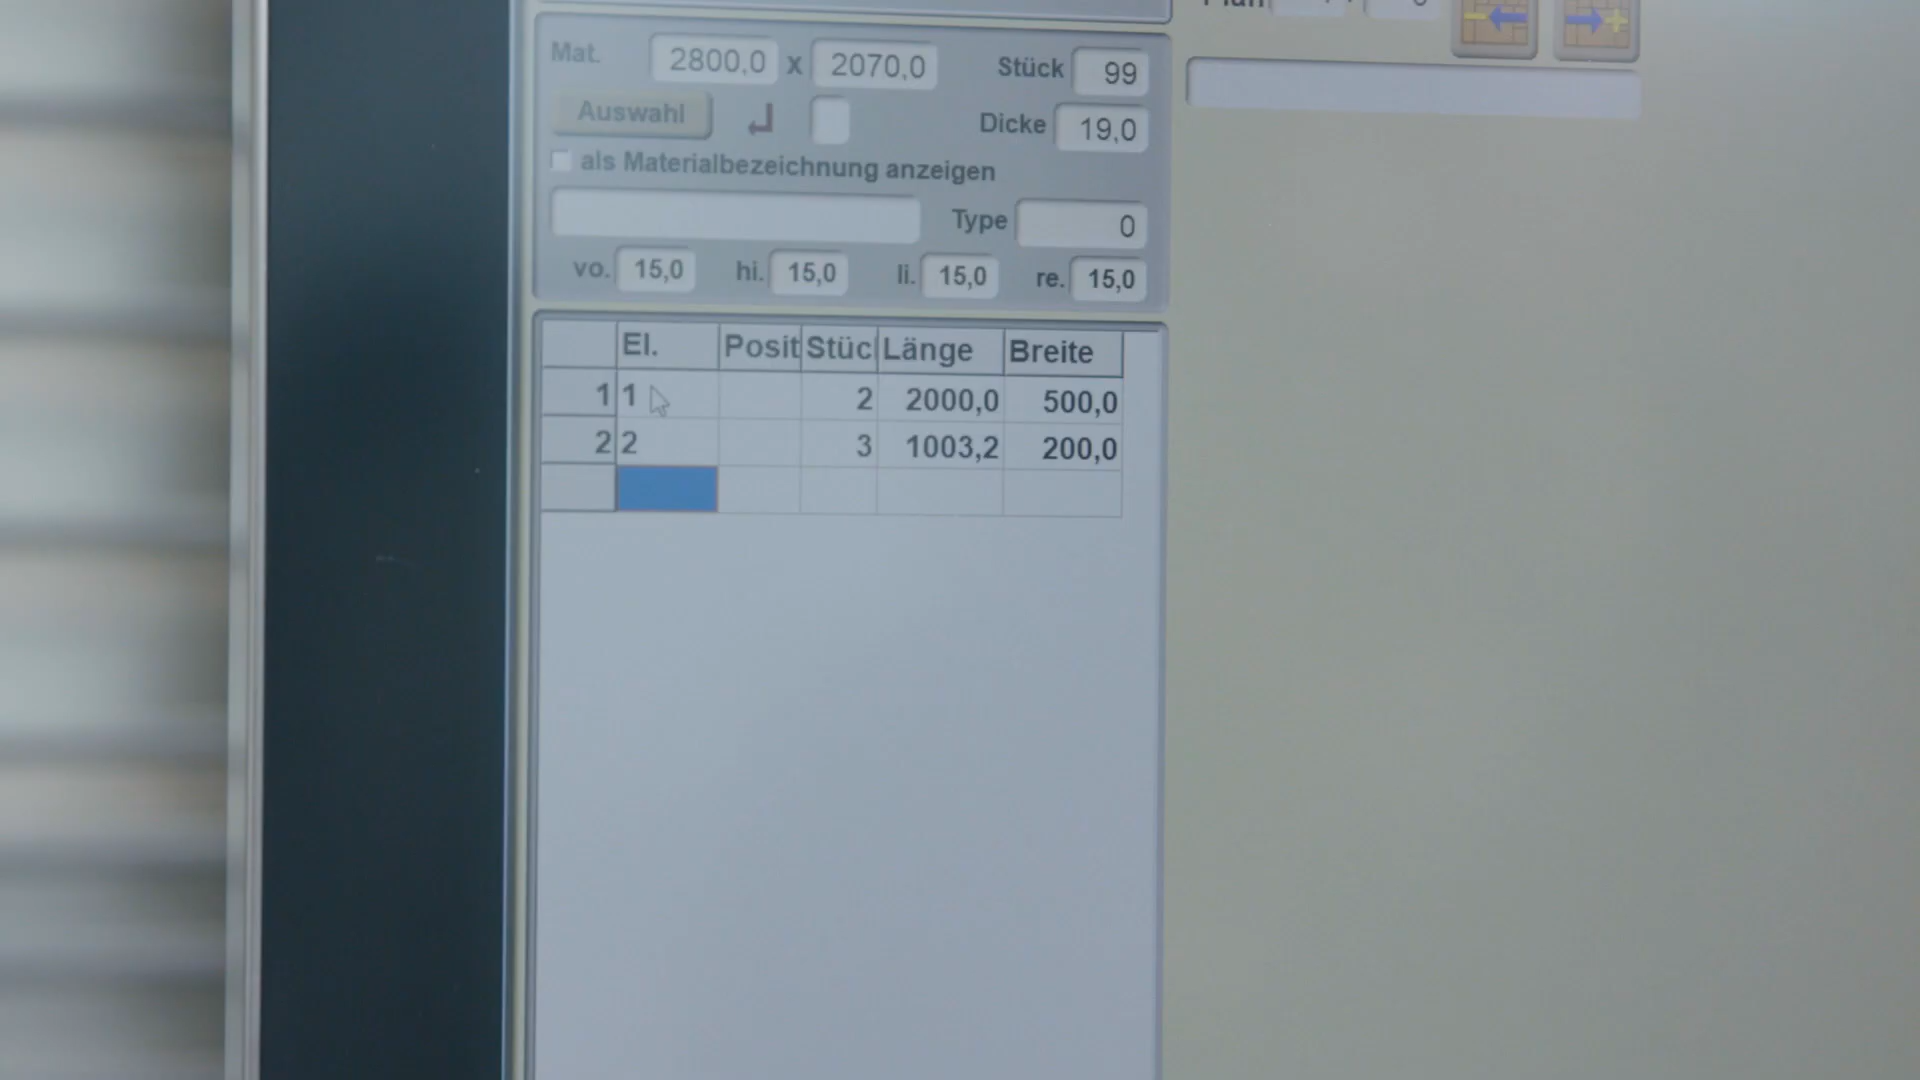 Mat. 2800,0 x 2070,0 Stück 99
Auswahl Dicke 19,0
als Materialbezeichnung anzeigen
Type 0
vo. 15,0 hi. 15,0 li. 15,0 re. 15,0
El. Posit Stüc Länge Breite
1 1 2 2000,0 500,0
2 2 3 1003,2 200,0